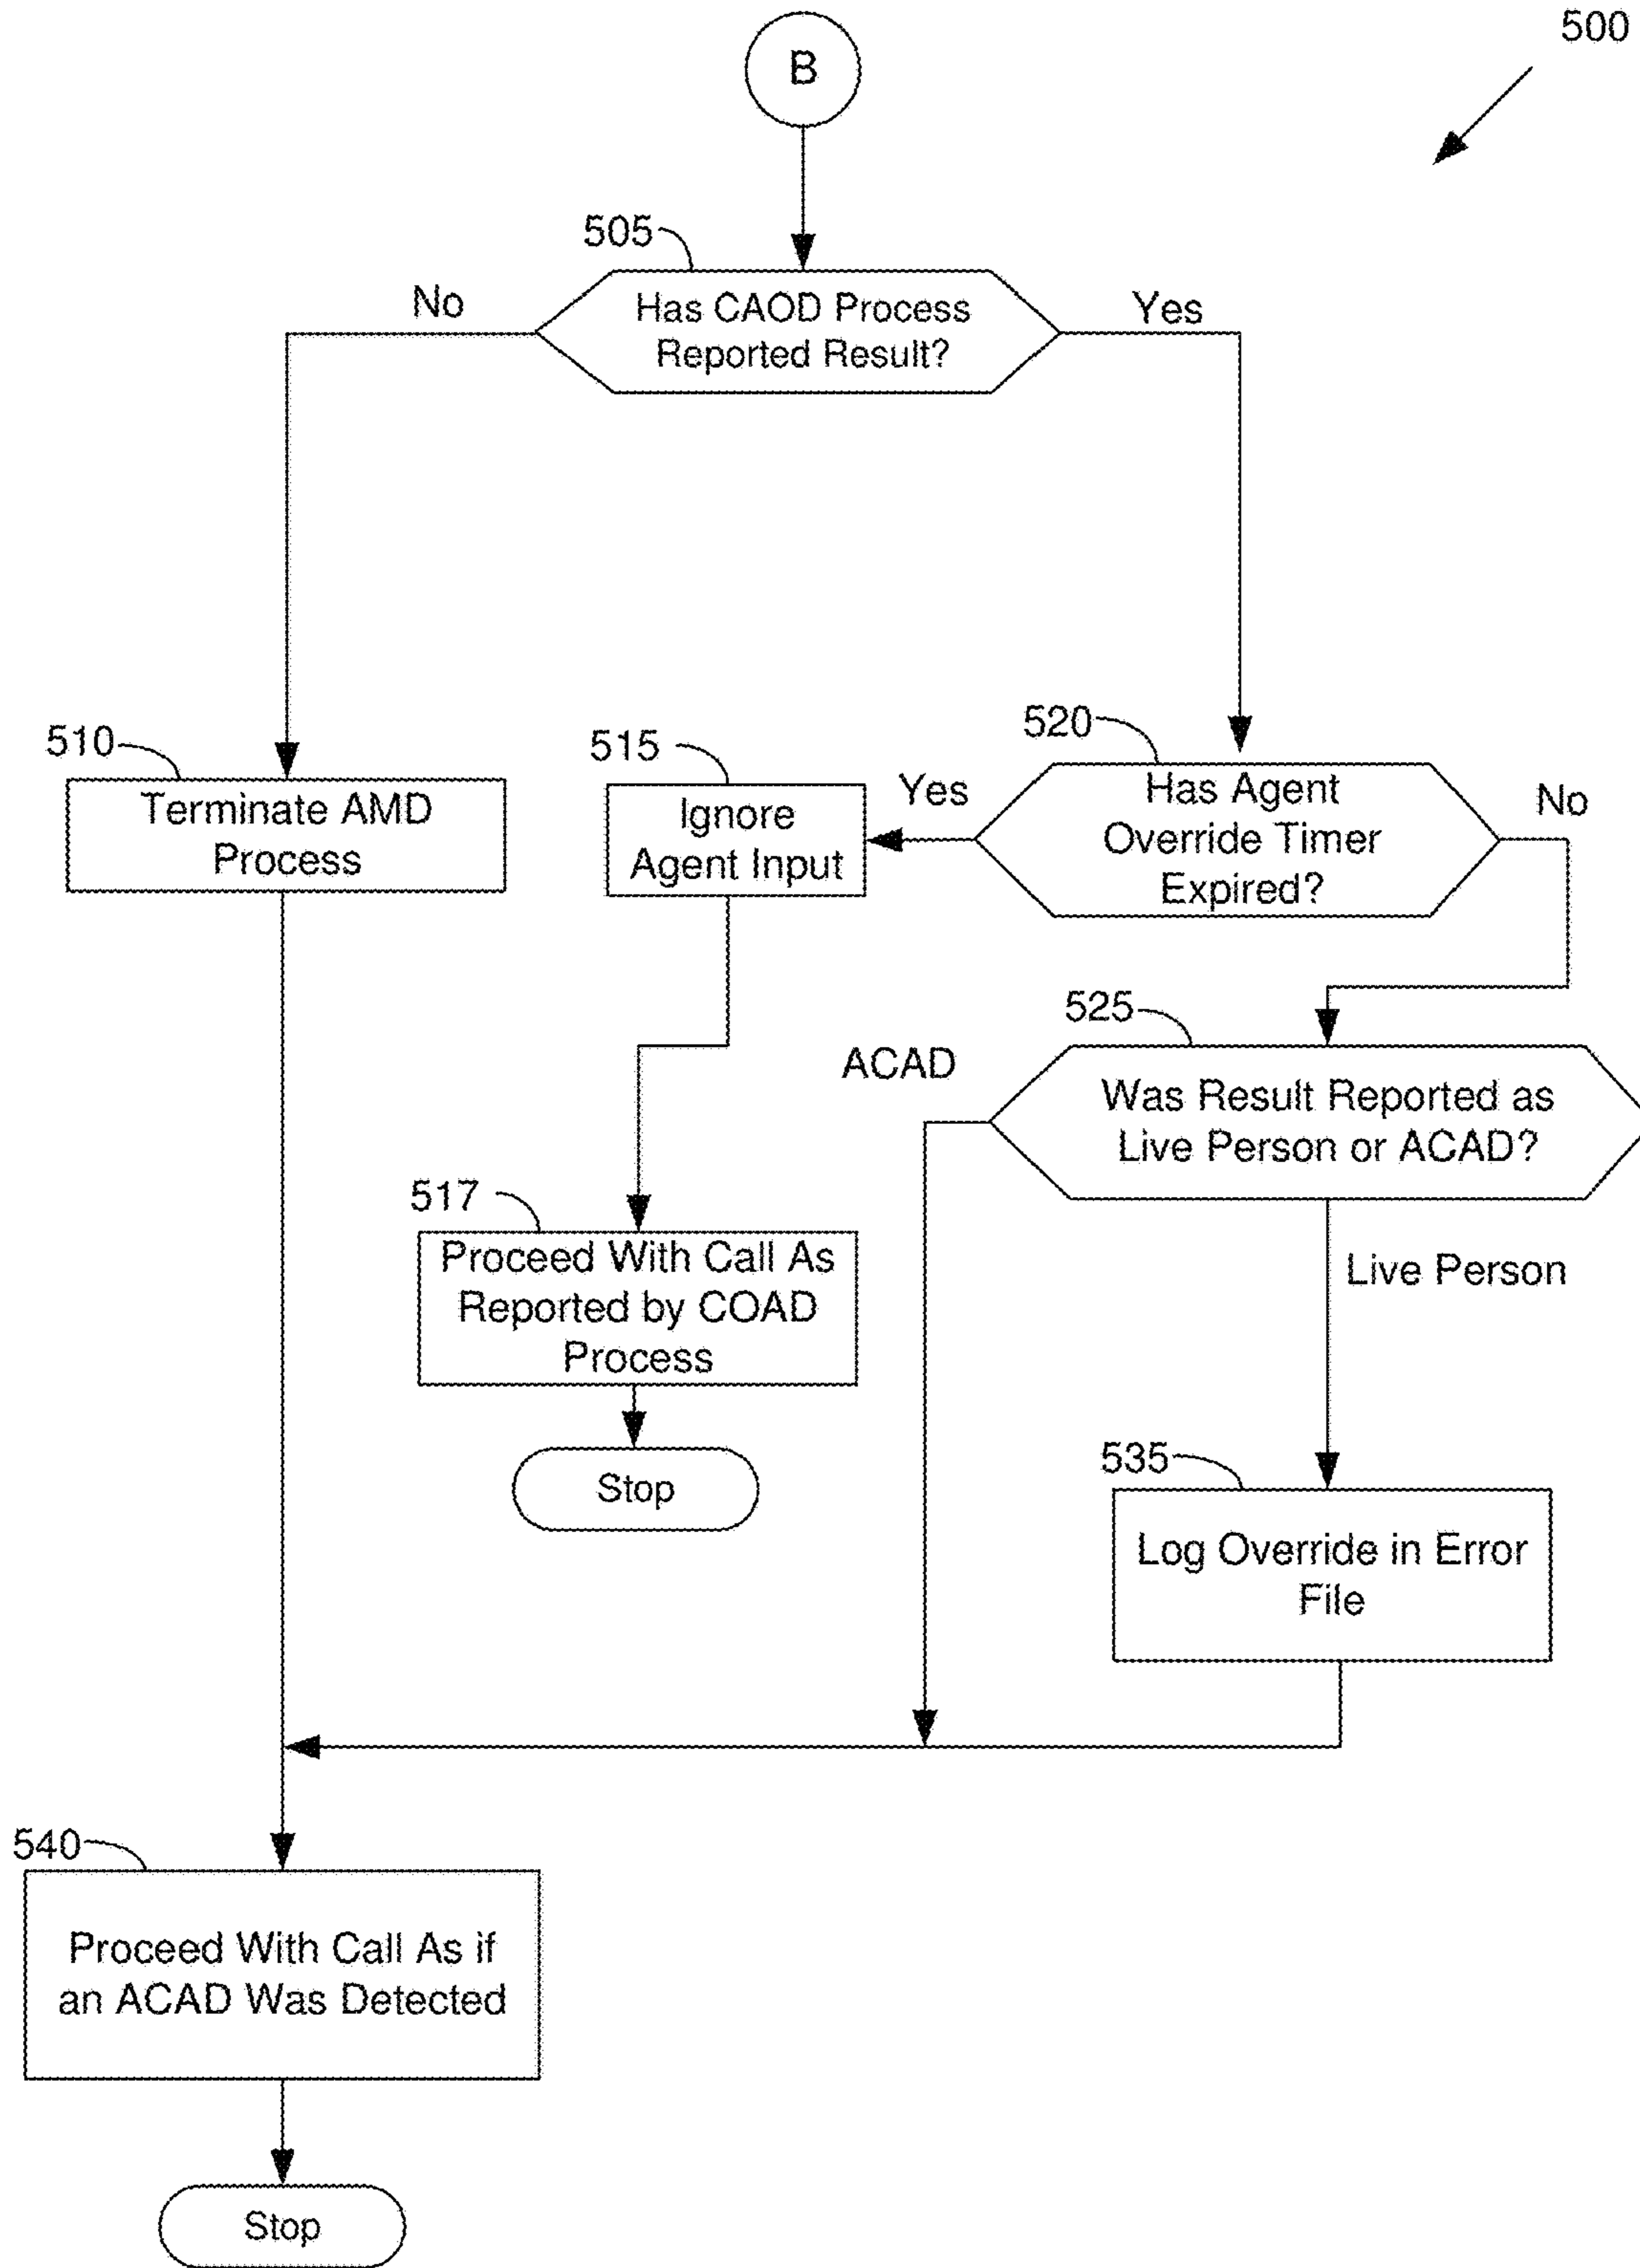 500
B
505
No
Has CAOD Process
Reported Result?
Yes
510
Terminate AMD
Process
515
Ignore
Agent Input
Yes
520
Has Agent
Override Timer
Expired?
No
525
ACAD
Was Result Reported as
Live Person or ACAD?
517
Proceed With Call As
Reported by COAD
Process
Live Person
Stop
535
Log Override in Error
File
540
Proceed With Call As if
an ACAD Was Detected
Stop